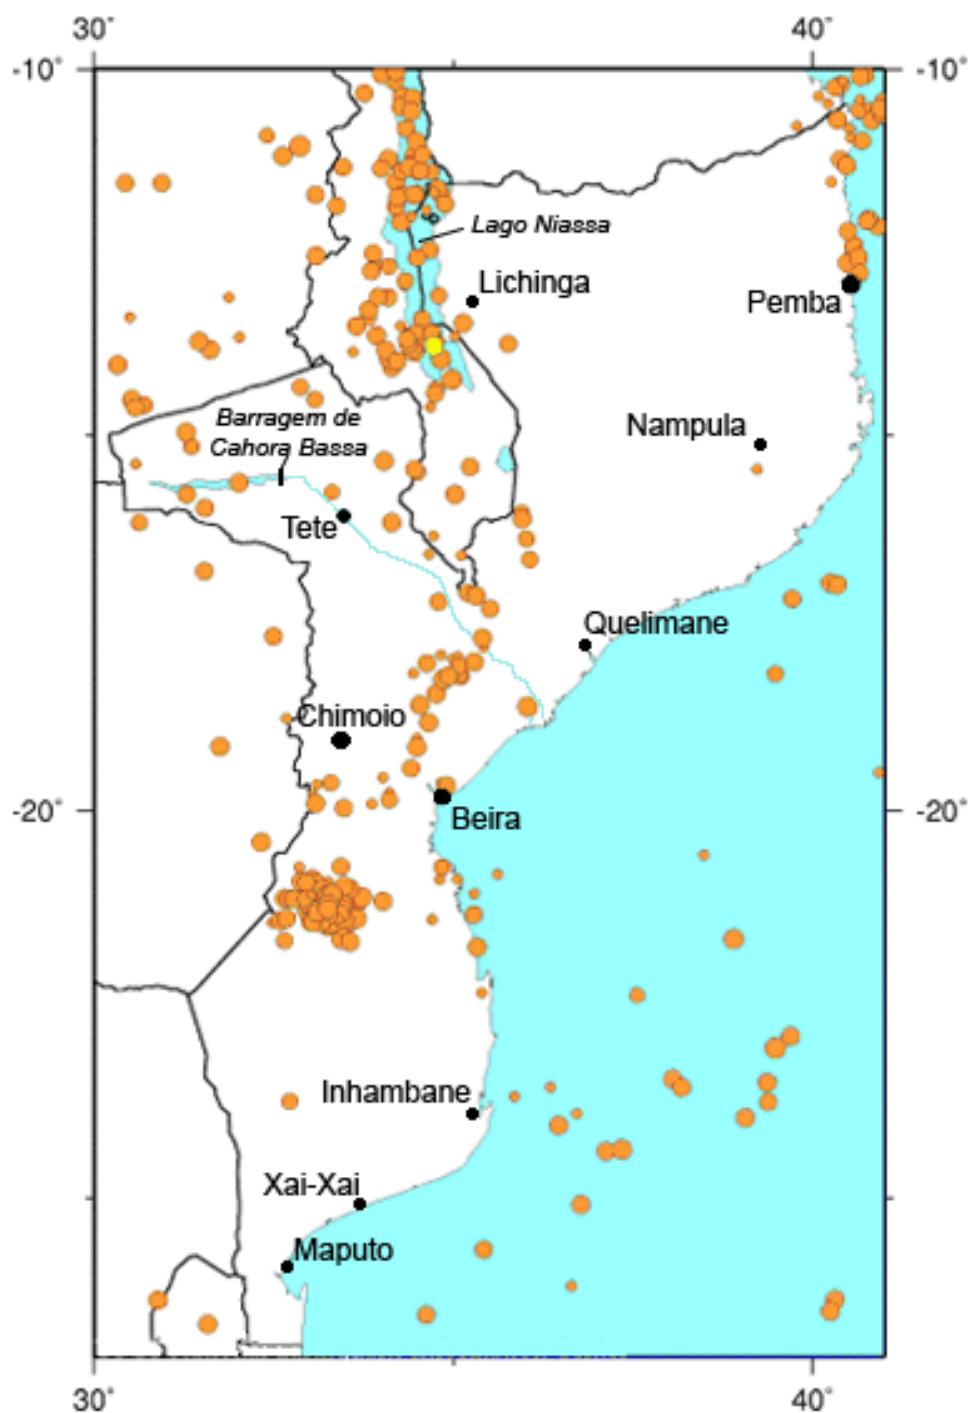 30°
40°
-10°
-10°
Lago Niassa
Lichinga
Pemba
Barragem de
Cahora Bassa
Nampula
Tete
Quelimane
Chimoio
-20°
-20°
Beira
Inhambane
Xai-Xai
Maputo
30°
40°